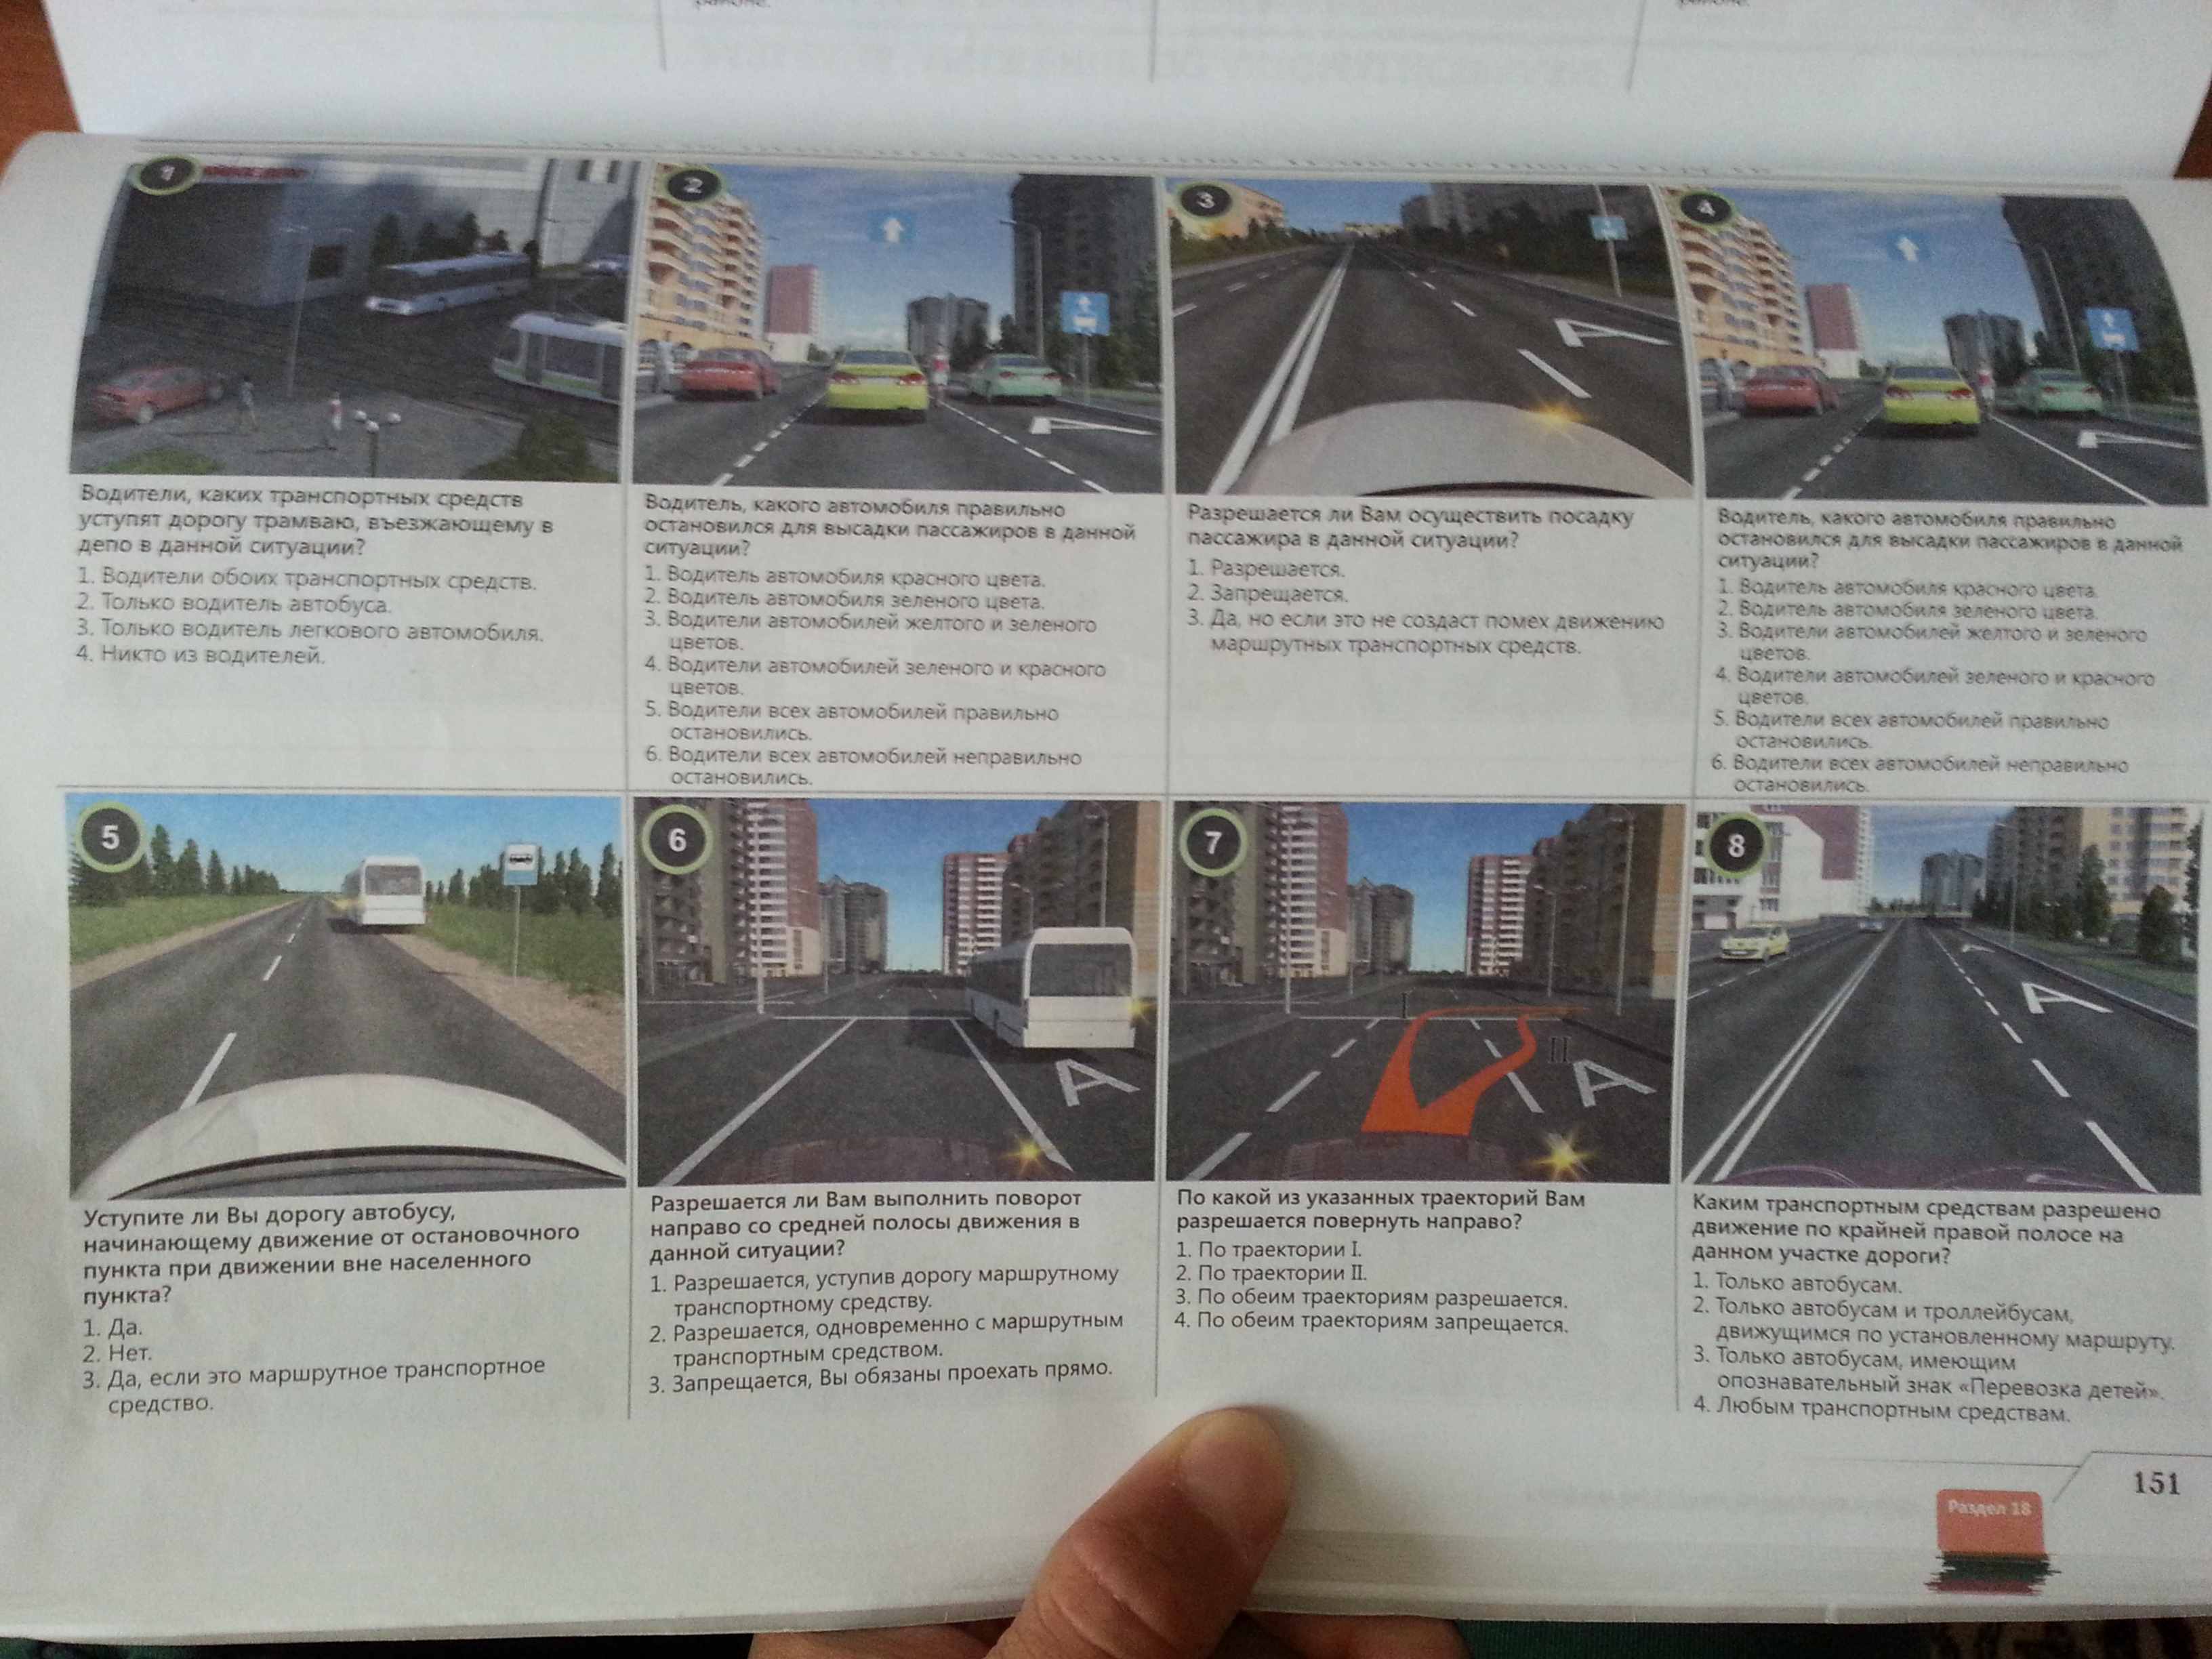 районе.
районе.
1
Водители, каких транспортных средств
уступят дорогу трамваю, въезжающему в
депо в данной ситуации?
1. Водители обоих транспортных средств.
2. Только водитель автобуса.
3. Только водитель легкового автомобиля.
4. Никто из водителей.
2
A
Водитель, какого автомобиля правильно
остановился для высадки пассажиров в данной
ситуации?
1. Водитель автомобиля красного цвета.
2. Водитель автомобиля зеленого цвета.
3. Водители автомобилей желтого и зеленого
цветов.
4. Водители автомобилей зеленого и красного
цветов.
5. Водители всех автомобилей правильно
остановились.
6. Водители всех автомобилей неправильно
остановились.
3
A
Разрешается ли Вам осуществить посадку
пассажира в данной ситуации?
1. Разрешается.
2. Запрещается.
3. Да, но если это не создаст помех движению
маршрутных транспортных средств.
4
A
Водитель, какого автомобиля правильно
остановился для высадки пассажиров в данной
ситуации?
1. Водитель автомобиля красного цвета.
2. Водитель автомобиля зеленого цвета.
3. Водители автомобилей желтого и зеленого
цветов.
4. Водители автомобилей зеленого и красного
цветов.
5. Водители всех автомобилей правильно
остановились.
6. Водители всех автомобилей неправильно
остановились.
5
Уступите ли Вы дорогу автобусу,
начинающему движение от остановочного
пункта при движении вне населенного
пункта?
1. Да.
2. Нет.
3. Да, если это маршрутное транспортное
средство.
6
A
Разрешается ли Вам выполнить поворот
направо со средней полосы движения в
данной ситуации?
1. Разрешается, уступив дорогу маршрутному
транспортному средству.
2. Разрешается, одновременно с маршрутным
транспортным средством.
3. Запрещается, Вы обязаны проехать прямо.
7
I
II
A
По какой из указанных траекторий Вам
разрешается повернуть направо?
1. По траектории I.
2. По траектории II.
3. По обеим траекториям разрешается.
4. По обеим траекториям запрещается.
8
A
A
Каким транспортным средствам разрешено
движение по крайней правой полосе на
данном участке дороги?
1. Только автобусам.
2. Только автобусам и троллейбусам,
движущимся по установленному маршруту.
3. Только автобусам, имеющим
опознавательный знак «Перевозка детей».
4. Любым транспортным средствам.
151
Раздел 18